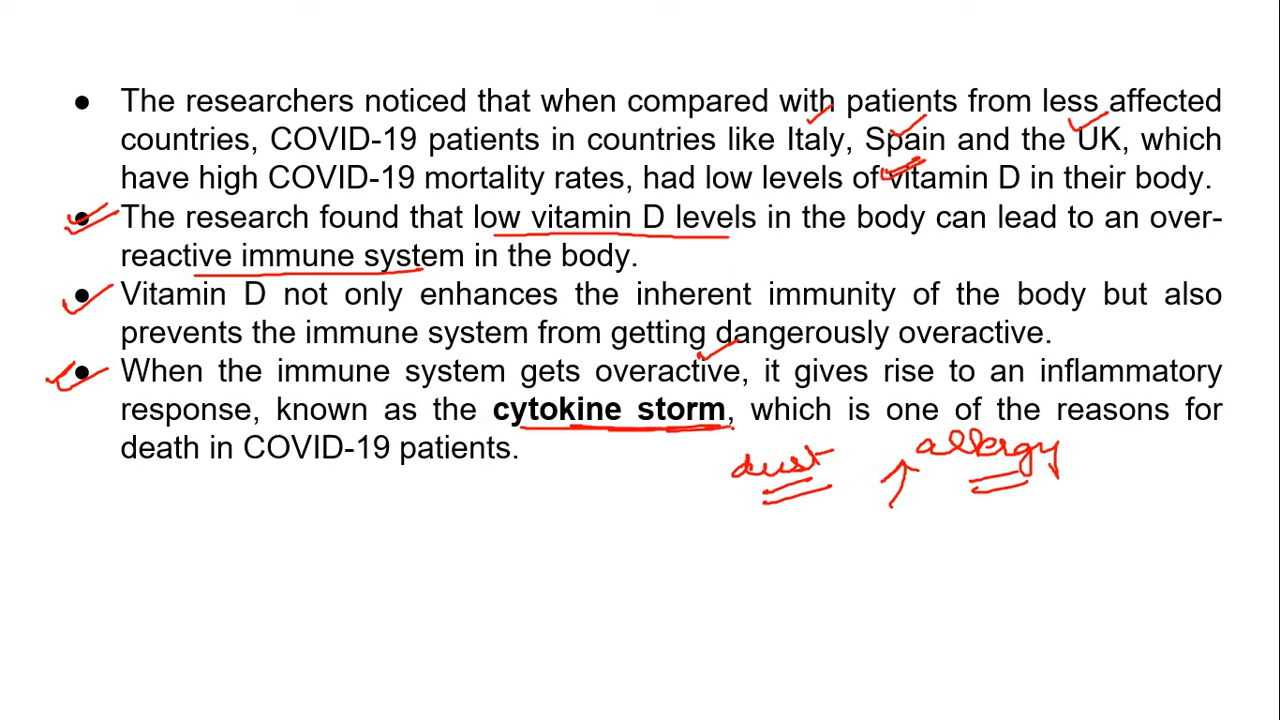 ● The researchers noticed that when compared with patients from less affected
countries, COVID-19 patients in countries like Italy, Spain and the UK, which
have high COVID-19 mortality rates, had low levels of vitamin D in their body.
● The research found that low vitamin D levels in the body can lead to an over-
reactive immune system in the body.
● Vitamin D not only enhances the inherent immunity of the body but also
prevents the immune system from getting dangerously overactive.
● When the immune system gets overactive, it gives rise to an inflammatory
response, known as the cytokine storm, which is one of the reasons for
death in COVID-19 patients.
dust ↑ allergy